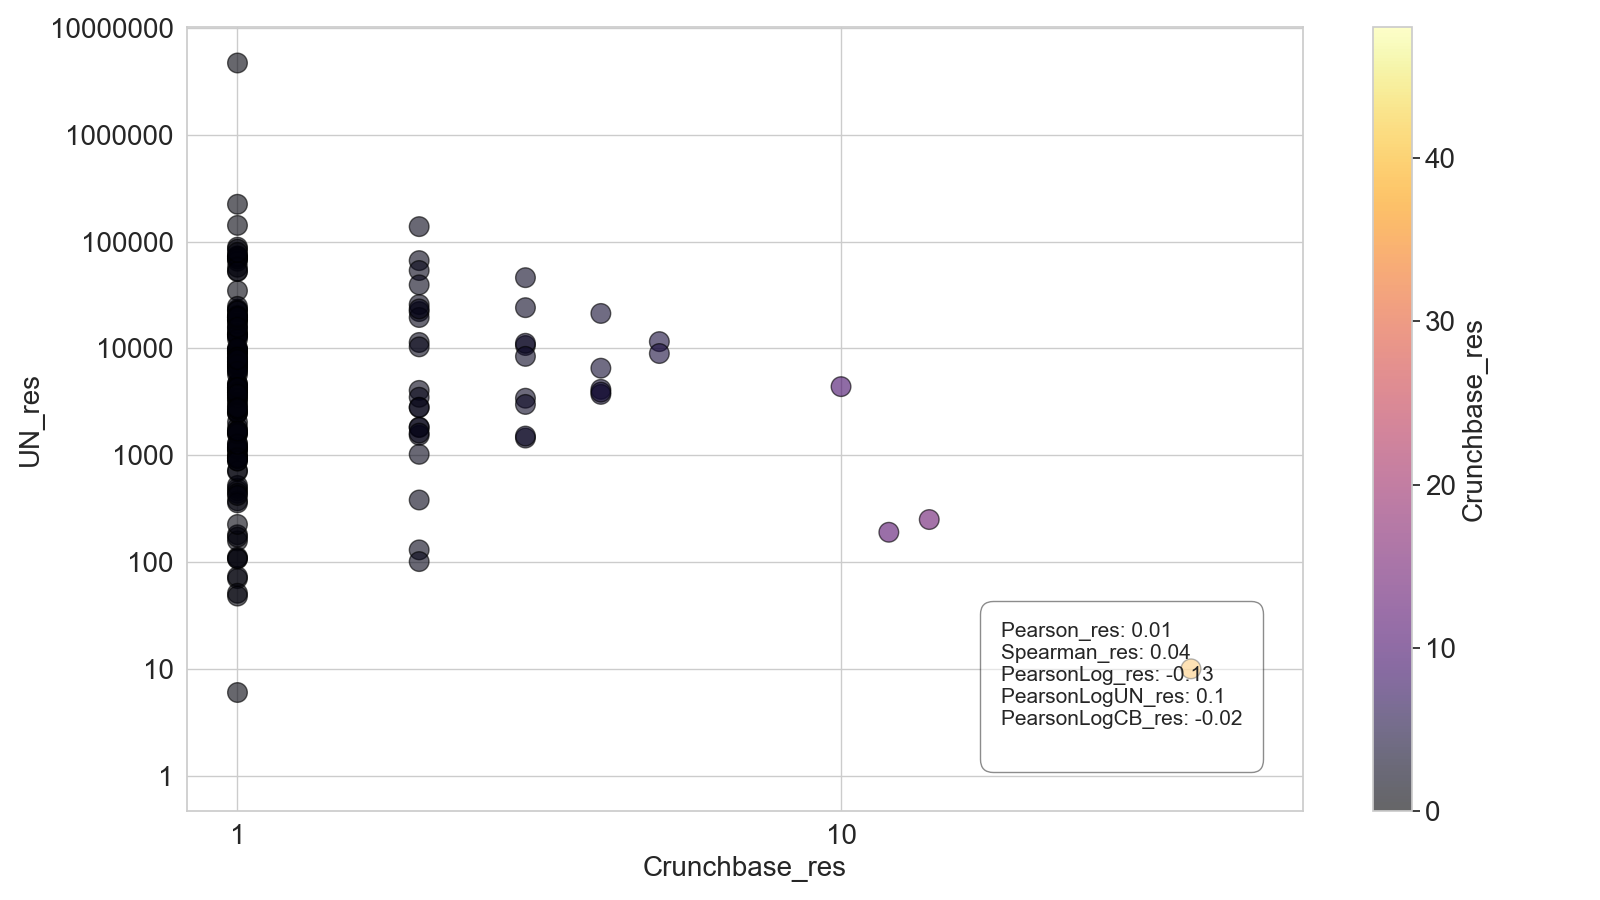 10000000
1000000
100000
10000
1000
100
10
1
UN_res
1
10
Crunchbase_res
Pearson_res: 0.01
Spearman_res: 0.04
PearsonLog_res: -0.13
PearsonLogUN_res: 0.1
PearsonLogCB_res: -0.02
40
30
20
10
0
Crunchbase_res